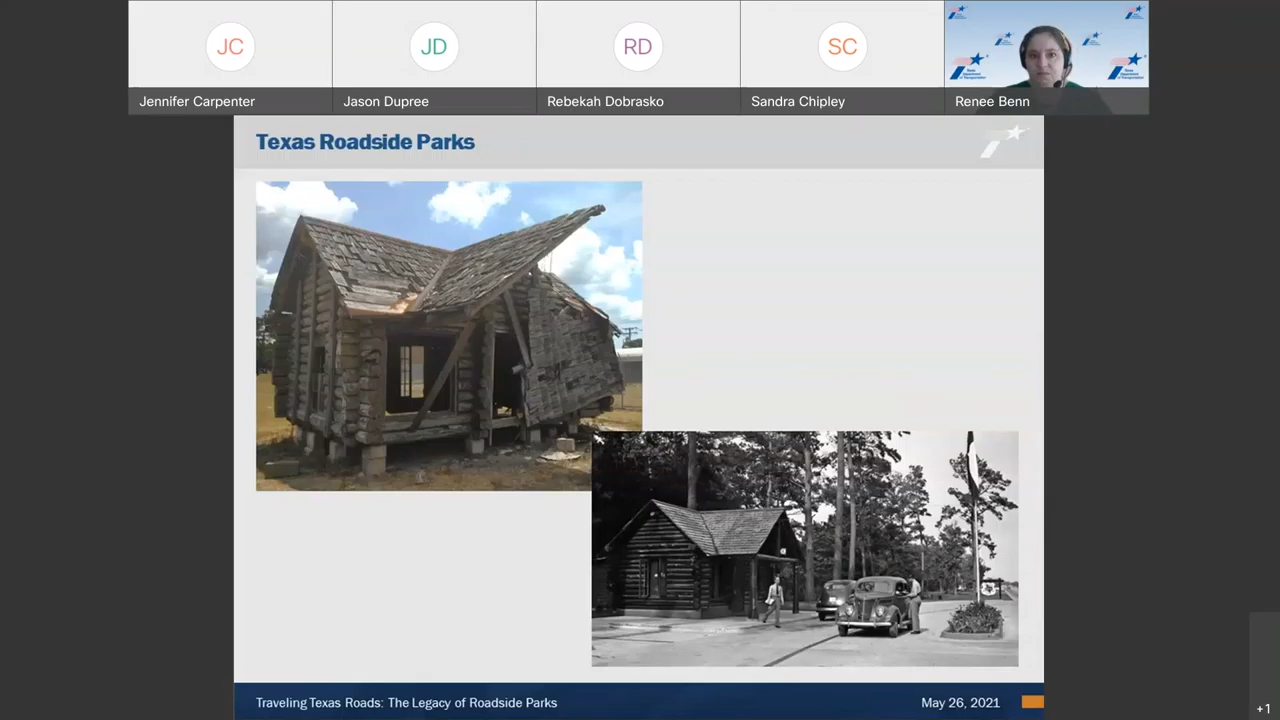 JC
JD
RD
SC
Jennifer Carpenter
Jason Dupree
Rebekah Dobrasko
Sandra Chipley
Renee Benn
Texas Roadside Parks
Traveling Texas Roads: The Legacy of Roadside Parks
May 26, 2021
+1